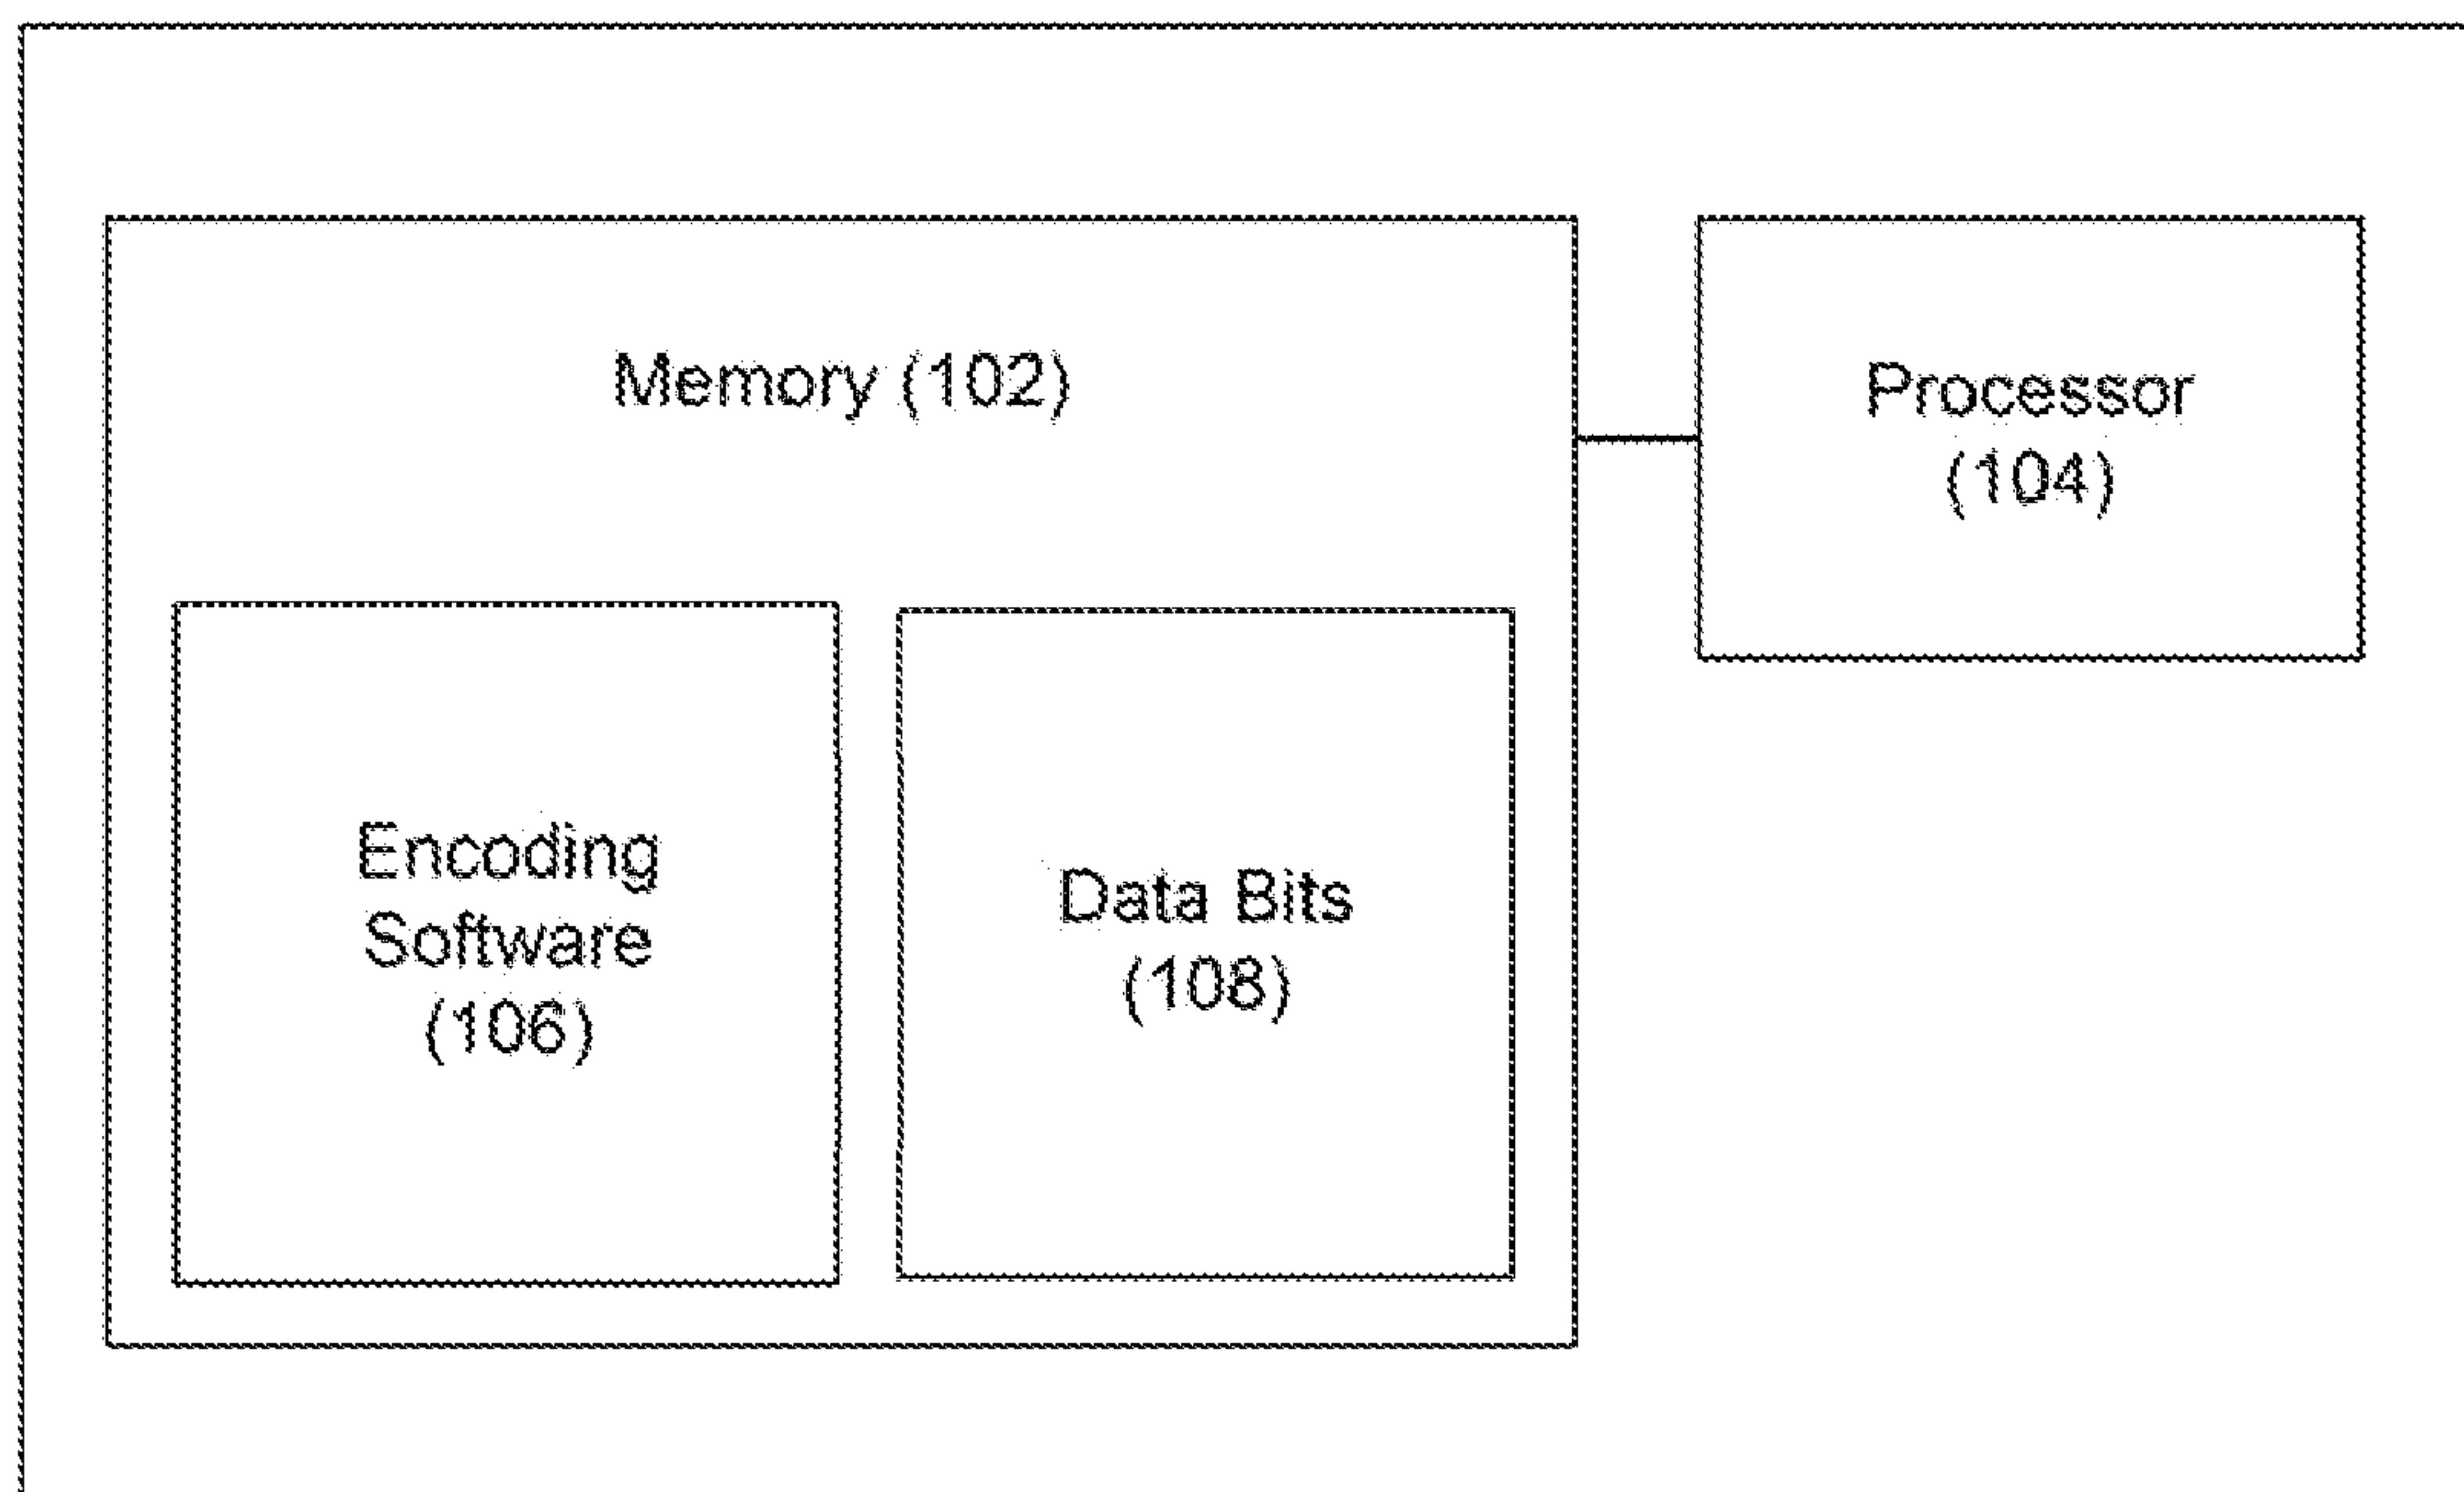 Memory (102)
Processor
(104)
Encoding
Software
(106)
Data Bits
(108)